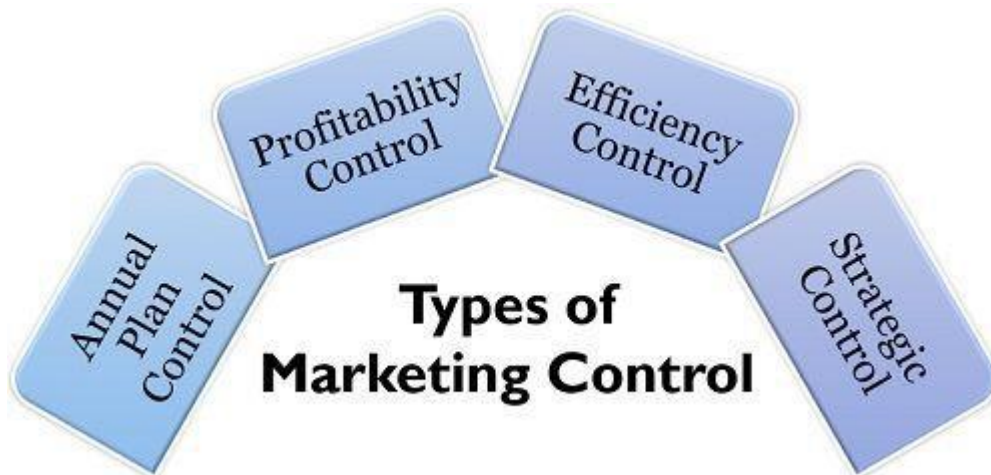 Annual
Plan
Control
Profitability
Control
Efficiency
Control
Strategic
Control
Types of
Marketing Control